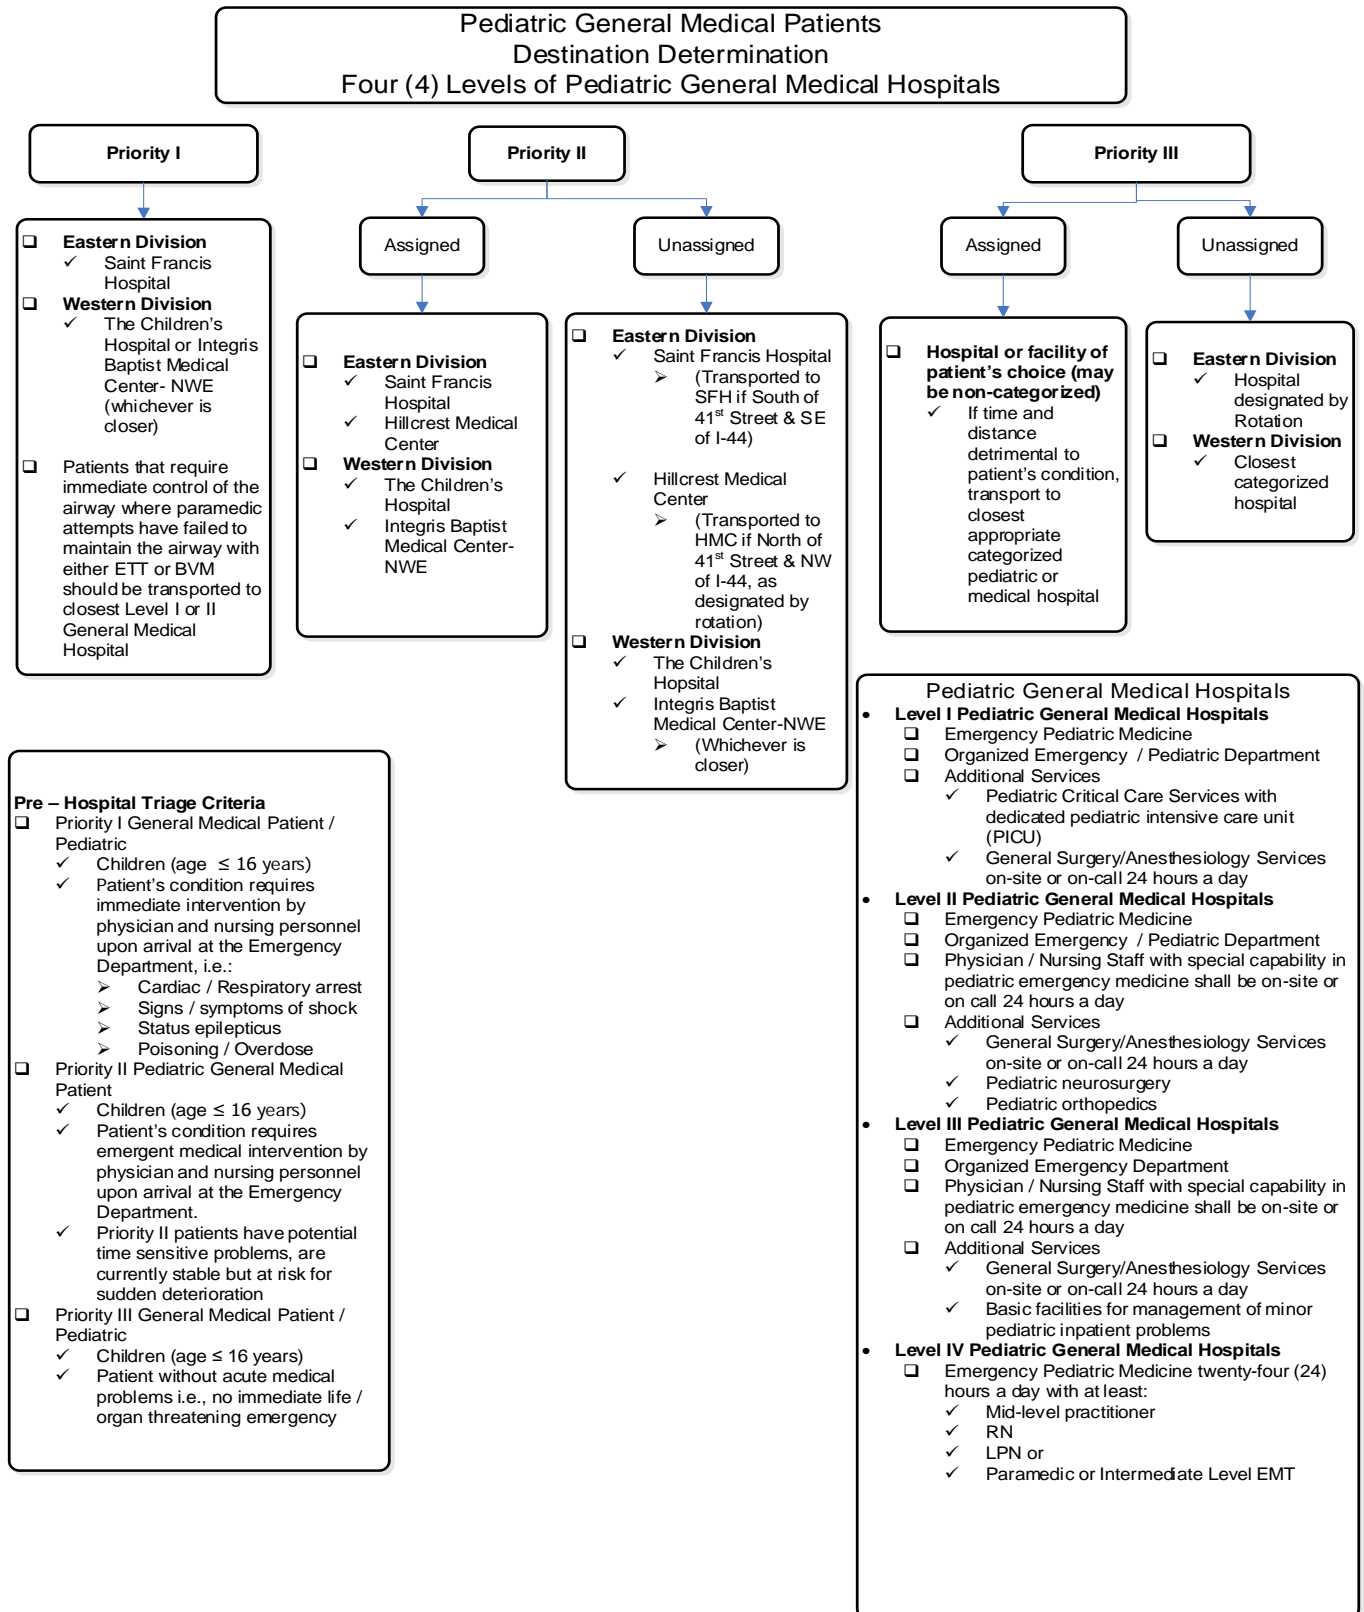 Pediatric General Medical Patients
Destination Determination
Four (4) Levels of Pediatric General Medical Hospitals
Priority I
Priority II
Priority III
Assigned
Unassigned
Assigned
Unassigned
❑ Eastern Division
✓ Saint Francis
Hospital
❑ Western Division
✓ The Children's
Hospital or Integris
Baptist Medical
Center- NWE
(whichever is
closer)
❑ Patients that require
immediate control of the
airway where paramedic
attempts have failed to
maintain the airway with
either ETT or BVM
should be transported to
closest Level I or II
General Medical
Hospital
❑ Eastern Division
✓ Saint Francis
Hospital
✓ Hillcrest Medical
Center
❑ Western Division
✓ The Children's
Hospital
✓ Integris Baptist
Medical Center-
NWE
❑ Eastern Division
✓ Saint Francis Hospital
➢ (Transported to
SFH if South of
41st Street & SE
of I-44)
✓ Hillcrest Medical
Center
➢ (Transported to
HMC if North of
41st Street & NW
of I-44, as
designated by
rotation)
❑ Western Division
✓ The Children's
Hopsital
✓ Integris Baptist
Medical Center-NWE
➢ (Whichever is
closer)
❑ Hospital or facility of
patient's choice (may
be non-categorized)
✓ If time and
distance
detrimental to
patient's condition,
transport to
closest
appropriate
categorized
pediatric or
medical hospital
❑ Eastern Division
✓ Hospital
designated by
Rotation
❑ Western Division
✓ Closest
categorized
hospital
Pre – Hospital Triage Criteria
❑ Priority I General Medical Patient /
Pediatric
✓ Children (age ≤ 16 years)
✓ Patient's condition requires
immediate intervention by
physician and nursing personnel
upon arrival at the Emergency
Department, i.e.:
➢ Cardiac / Respiratory arrest
➢ Signs / symptoms of shock
➢ Status epilepticus
➢ Poisoning / Overdose
❑ Priority II Pediatric General Medical
Patient
✓ Children (age ≤ 16 years)
✓ Patient's condition requires
emergent medical intervention by
physician and nursing personnel
upon arrival at the Emergency
Department.
✓ Priority II patients have potential
time sensitive problems, are
currently stable but at risk for
sudden deterioration
❑ Priority III General Medical Patient /
Pediatric
✓ Children (age ≤ 16 years)
✓ Patient without acute medical
problems i.e., no immediate life /
organ threatening emergency
Pediatric General Medical Hospitals
• Level I Pediatric General Medical Hospitals
❑ Emergency Pediatric Medicine
❑ Organized Emergency / Pediatric Department
❑ Additional Services
✓ Pediatric Critical Care Services with
dedicated pediatric intensive care unit
(PICU)
✓ General Surgery/Anesthesiology Services
on-site or on-call 24 hours a day
• Level II Pediatric General Medical Hospitals
❑ Emergency Pediatric Medicine
❑ Organized Emergency / Pediatric Department
❑ Physician / Nursing Staff with special capability in
pediatric emergency medicine shall be on-site or
on call 24 hours a day
❑ Additional Services
✓ General Surgery/Anesthesiology Services
on-site or on-call 24 hours a day
✓ Pediatric neurosurgery
✓ Pediatric orthopedics
• Level III Pediatric General Medical Hospitals
❑ Emergency Pediatric Medicine
❑ Organized Emergency Department
❑ Physician / Nursing Staff with special capability in
pediatric emergency medicine shall be on-site or
on call 24 hours a day
❑ Additional Services
✓ General Surgery/Anesthesiology Services
on-site or on-call 24 hours a day
✓ Basic facilities for management of minor
pediatric inpatient problems
• Level IV Pediatric General Medical Hospitals
❑ Emergency Pediatric Medicine twenty-four (24)
hours a day with at least:
✓ Mid-level practitioner
✓ RN
✓ LPN or
✓ Paramedic or Intermediate Level EMT